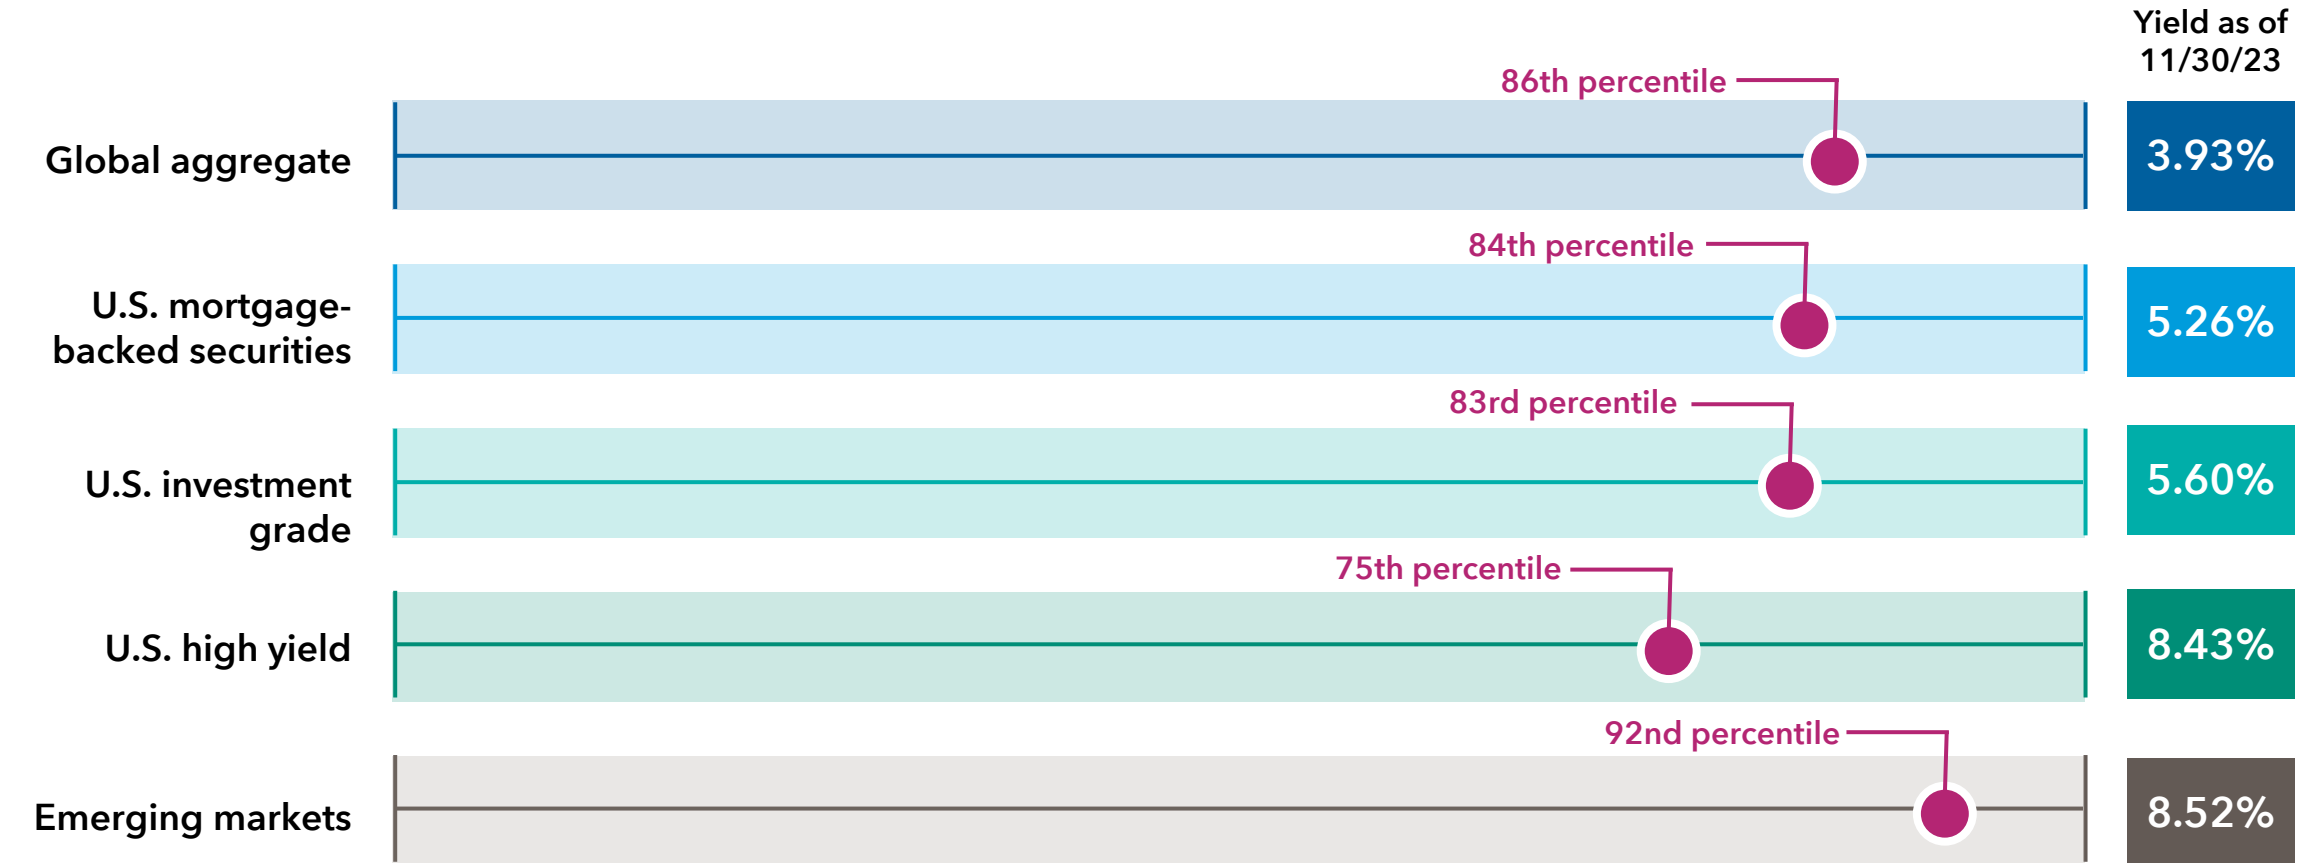 Yield as of
11/30/23
86th percentile
Global aggregate
3.93%
84th percentile
U.S. mortgage-
backed securities
5.26%
83rd percentile
U.S. investment
grade
5.60%
75th percentile
U.S. high yield
8.43%
92nd percentile
Emerging markets
8.52%